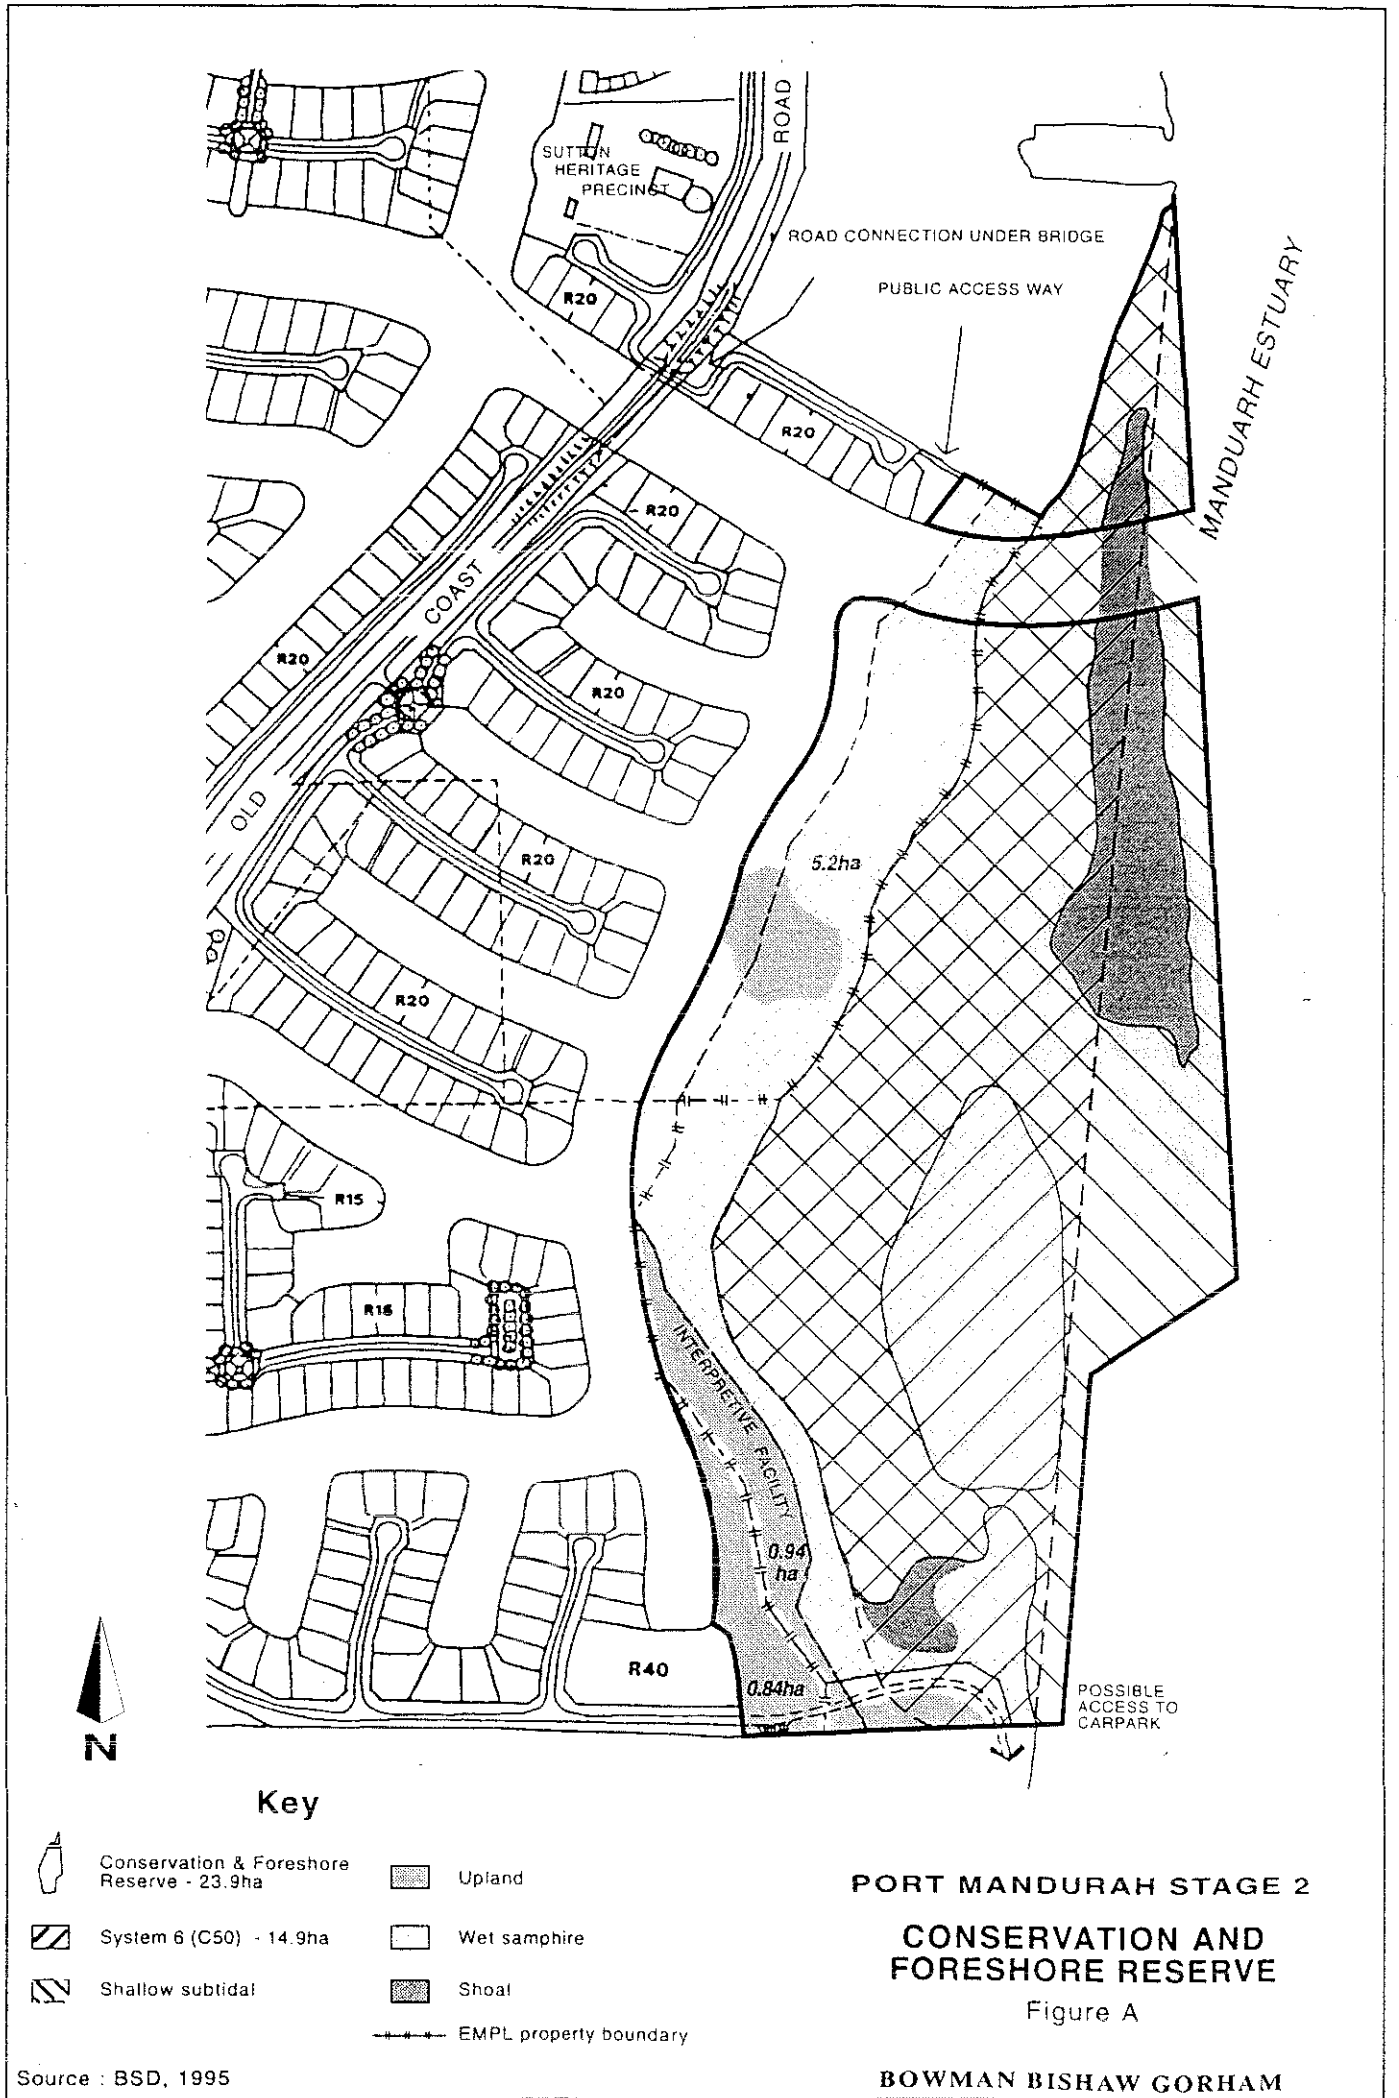 ROAD
SUTTON
HERITAGE
PRECINCT
ROAD CONNECTION UNDER BRIDGE
PUBLIC ACCESS WAY
MANDUARH ESTUARY
R20
R20
R20
COAST
R20
R20
OLD
R20
5.2ha
R20
R15
R15
INTERPRETIVE FACILITY
0.94
ha
R40
0.84ha
POSSIBLE
ACCESS TO
CARPARK
N
Key
Conservation & Foreshore
Reserve - 23.9ha
System 6 (C50) - 14.9ha
Shallow subtidal
Upland
Wet samphire
Shoal
EMPL property boundary
PORT MANDURAH STAGE 2
CONSERVATION AND
FORESHORE RESERVE
Figure A
Source : BSD, 1995
BOWMAN BISHAW GORHAM